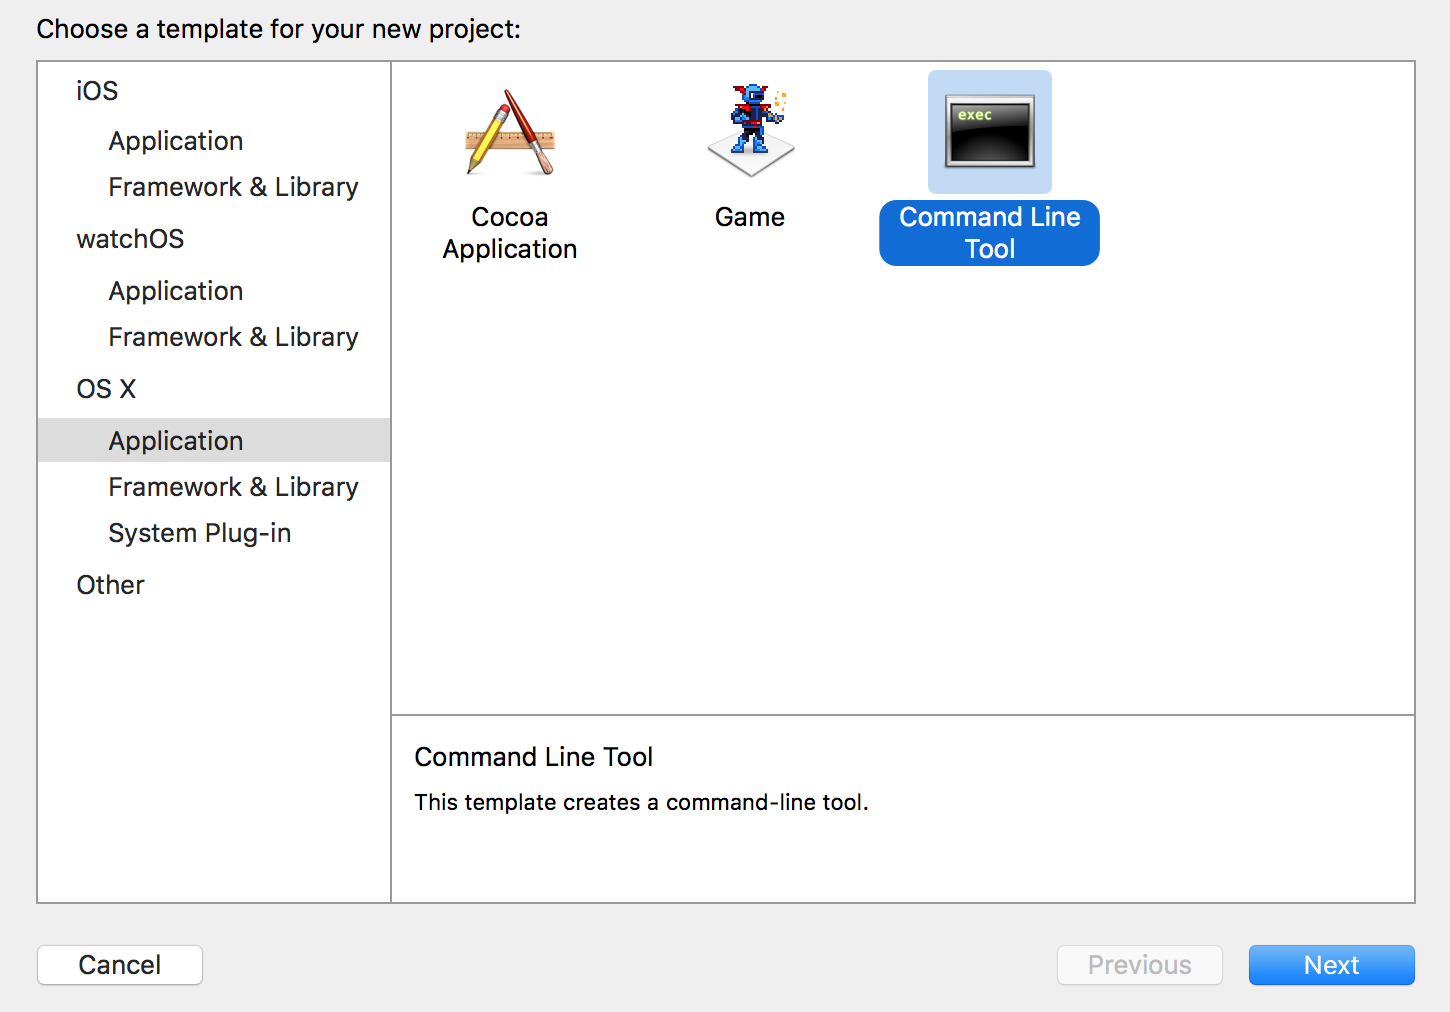 Choose a template for your new project:
iOS
Application
Framework & Library
watchOS
Application
Framework & Library
OS X
Application
Framework & Library
System Plug-in
Other
Cocoa
Application
Game
exec
Command Line
Tool
Command Line Tool
This template creates a command-line tool.
Cancel
Previous
Next